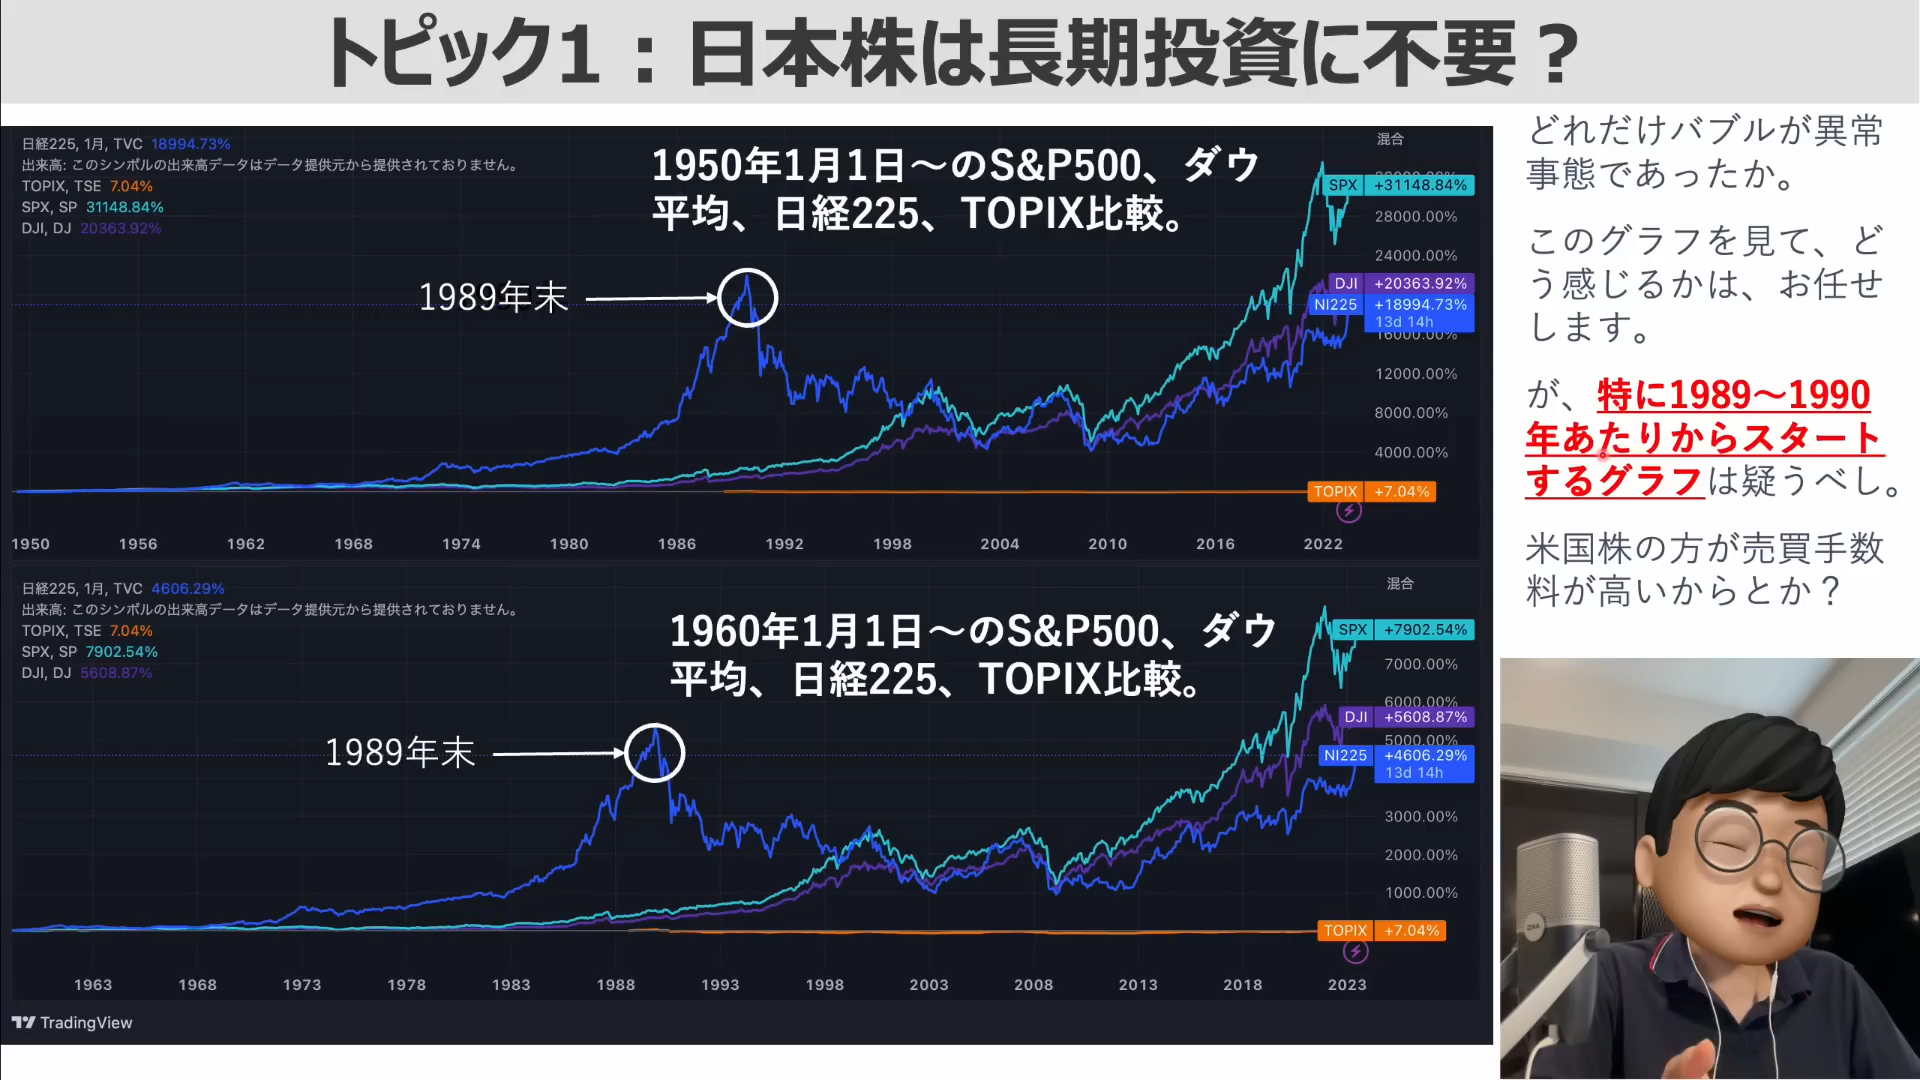 トピック1：日本株は長期投資に不要？
日経225, 1月, TVC 18994.73%
出来高: このシンボルの出来高データはデータ提供元から提供されておりません。
TOPIX, TSE 7.04%
SPX, SP 31148.84%
DJI, DJ 20363.92%
1950年1月1日〜のS&P500、ダウ
平均、日経225、TOPIX比較。
1989年末
混合
SPX +31148.84%
28000.00%
24000.00%
DJI +20363.92%
NI225 +18994.73%
13d 14h
16000.00%
12000.00%
8000.00%
4000.00%
TOPIX +7.04%
1950 1956 1962 1968 1974 1980 1986 1992 1998 2004 2010 2016 2022
日経225, 1月, TVC 4606.29%
出来高: このシンボルの出来高データはデータ提供元から提供されておりません。
TOPIX, TSE 7.04%
SPX, SP 7902.54%
DJI, DJ 5608.87%
1960年1月1日〜のS&P500、ダウ
平均、日経225、TOPIX比較。
1989年末
混合
SPX +7902.54%
7000.00%
6000.00%
DJI +5608.87%
5000.00%
NI225 +4606.29%
13d 14h
3000.00%
2000.00%
1000.00%
TOPIX +7.04%
1963 1968 1973 1978 1983 1988 1993 1998 2003 2008 2013 2018 2023
TradingView
どれだけバブルが異常
事態であったか。
このグラフを見て、ど
う感じるかは、お任せ
します。
が、特に1989〜1990
年あたりからスタート
するグラフは疑うべし。
米国株の方が売買手数
料が高いからとか？